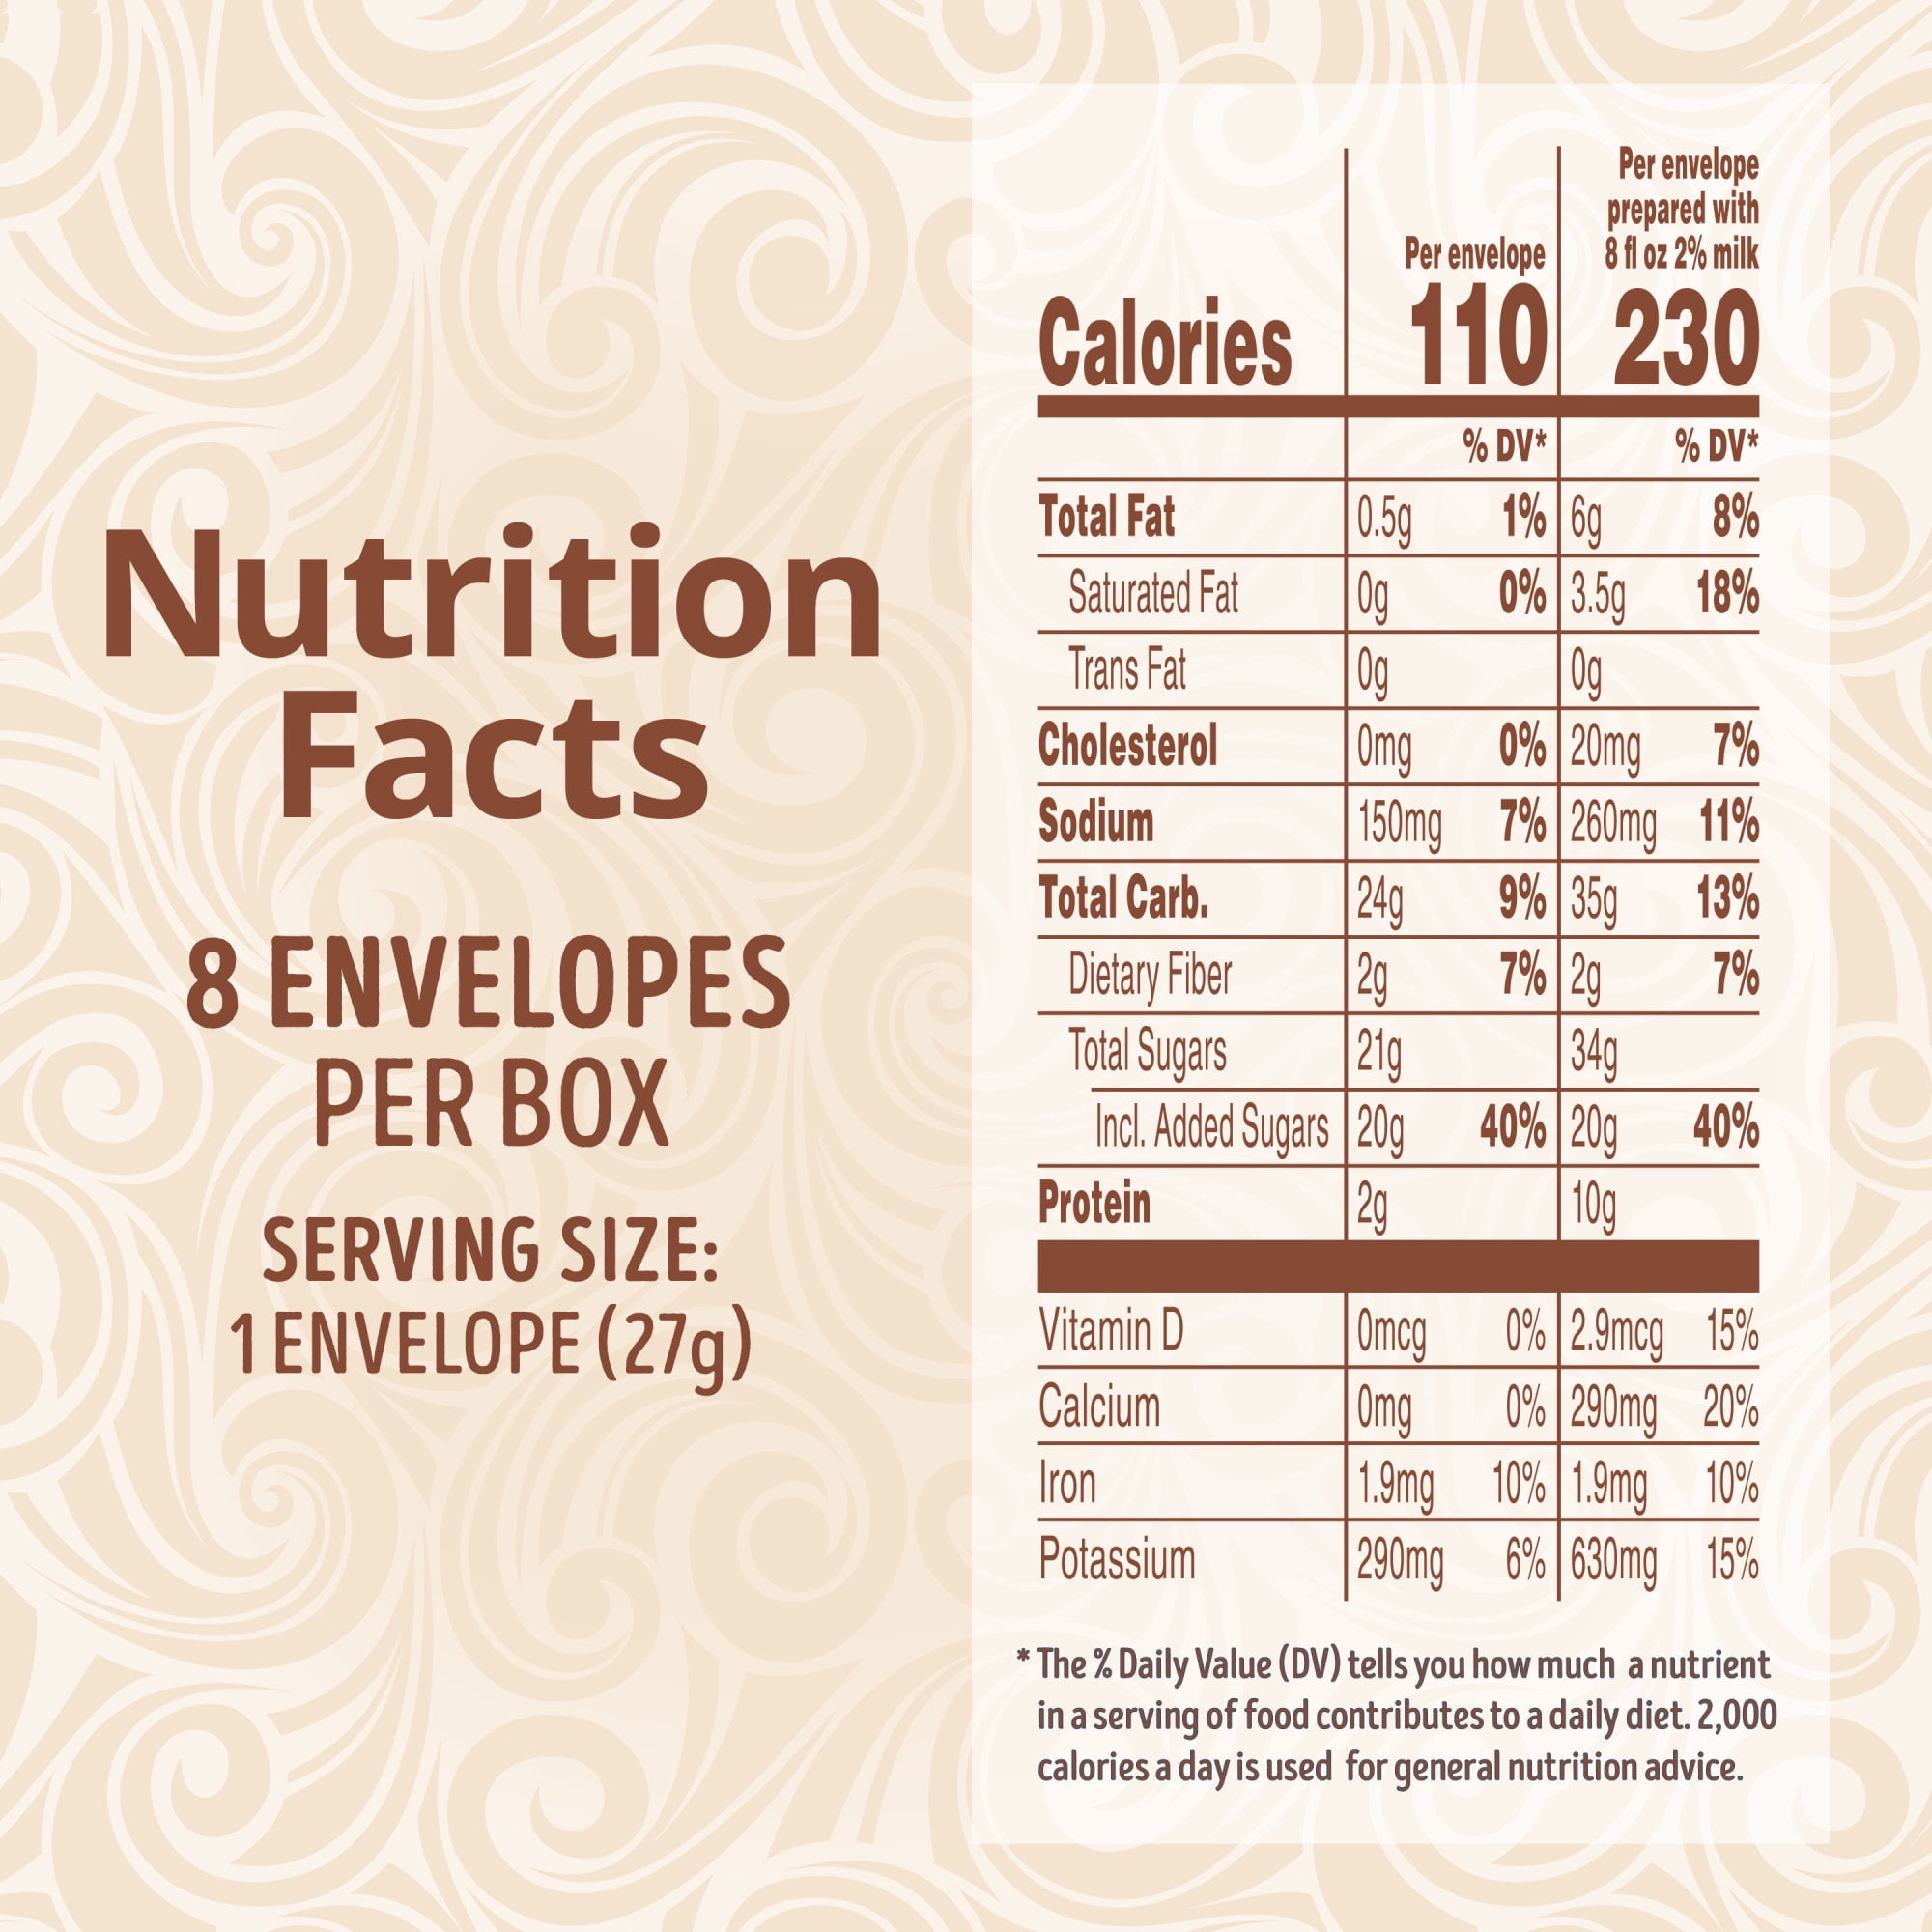 Nutrition
Facts
8 ENVELOPES
PER BOX
SERVING SIZE:
1 ENVELOPE (27g)
Per envelope
Per envelope
prepared with
8 fl oz 2% milk
Calories 110 230
% DV* % DV*
Total Fat 0.5g 1% 6g 8%
Saturated Fat 0g 0% 3.5g 18%
Trans Fat 0g 0g
Cholesterol 0mg 0% 20mg 7%
Sodium 150mg 7% 260mg 11%
Total Carb. 24g 9% 35g 13%
Dietary Fiber 2g 7% 2g 7%
Total Sugars 21g 34g
Incl. Added Sugars 20g 40% 20g 40%
Protein 2g 10g
Vitamin D 0mcg 0% 2.9mcg 15%
Calcium 0mg 0% 290mg 20%
Iron 1.9mg 10% 1.9mg 10%
Potassium 290mg 6% 630mg 15%
* The % Daily Value (DV) tells you how much a nutrient
in a serving of food contributes to a daily diet. 2,000
calories a day is used for general nutrition advice.